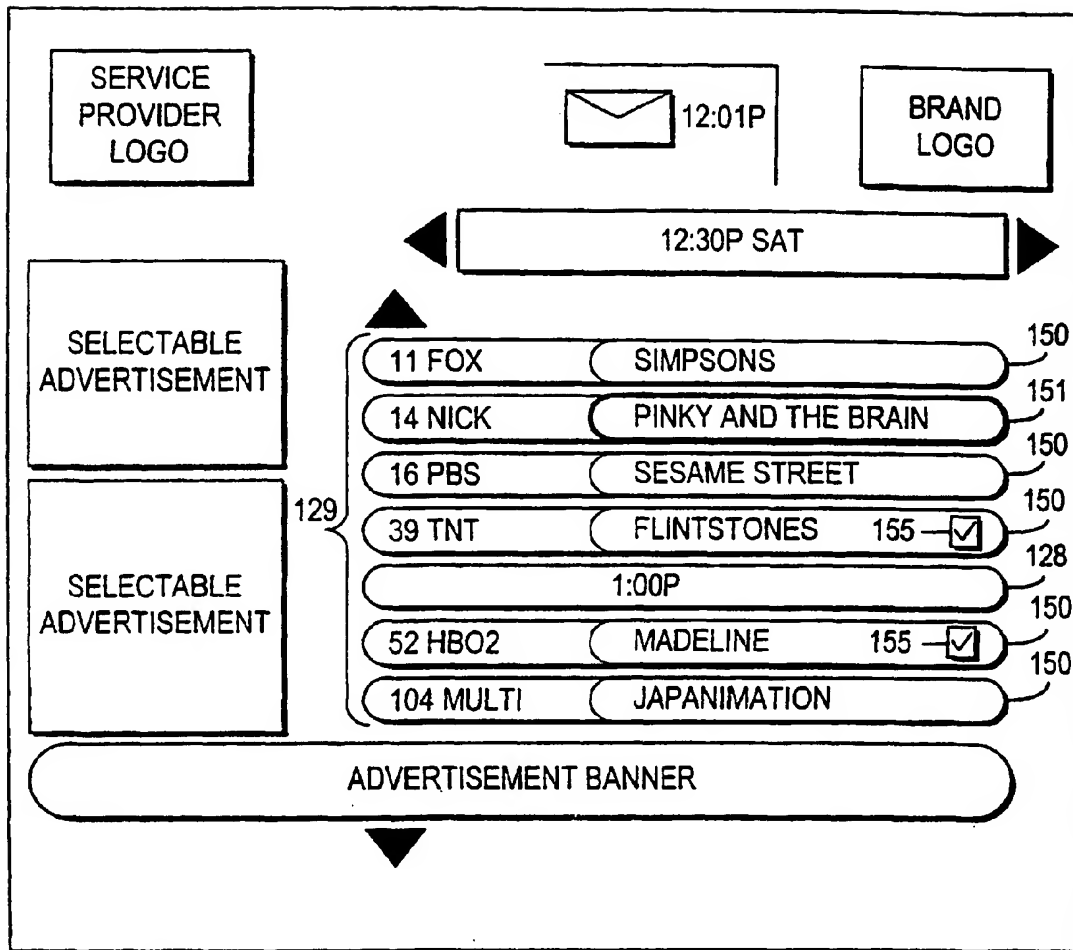 SERVICE
PROVIDER
LOGO
12:01P
BRAND
LOGO
12:30P SAT
SELECTABLE
ADVERTISEMENT
SELECTABLE
ADVERTISEMENT
129
11 FOX SIMPSONS 150
14 NICK PINKY AND THE BRAIN 151
16 PBS SESAME STREET 150
39 TNT FLINTSTONES 155 150
1:00P 128
52 HBO2 MADELINE 155 150
104 MULTI JAPANIMATION 150
ADVERTISEMENT BANNER